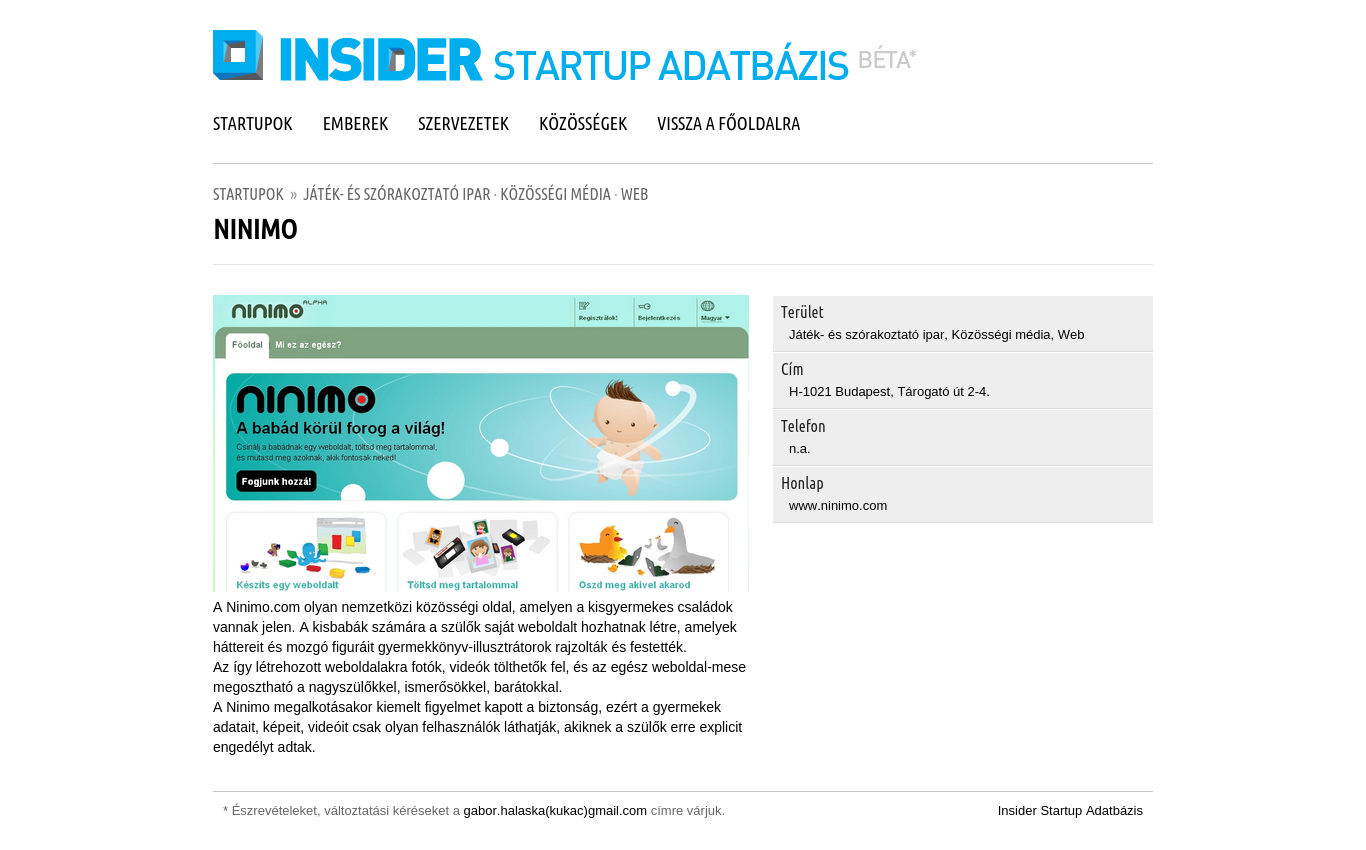 INSIDER STARTUP ADATBÁZIS BÉTA*
STARTUPOK EMBEREK SZERVEZETEK KÖZÖSSÉGEK VISSZA A FŐOLDALRA
STARTUPOK » JÁTÉK- ÉS SZÓRAKOZTATÓ IPAR · KÖZÖSSÉGI MÉDIA · WEB
NINIMO
ninimo ALPHA
Regisztrálok! Bejelentkezés Magyar
Főoldal Mi ez az egész?
ninimo
A babád körül forog a világ!
Csinálj a babádnak egy weboldalt, töltsd meg tartalommal,
és mutasd meg azoknak, akik fontosak neked!
Fogjunk hozzá!
Készíts egy weboldalt Töltsd meg tartalommal Oszd meg akivel akarod
A Ninimo.com olyan nemzetközi közösségi oldal, amelyen a kisgyermekes családok
vannak jelen. A kisbabák számára a szülők saját weboldalt hozhatnak létre, amelyek
háttereit és mozgó figuráit gyermekkönyv-illusztrátorok rajzolták és festették.
Az így létrehozott weboldalakra fotók, videók tölthetők fel, és az egész weboldal-mese
megosztható a nagyszülőkkel, ismerősökkel, barátokkal.
A Ninimo megalkotásakor kiemelt figyelmet kapott a biztonság, ezért a gyermekek
adatait, képeit, videóit csak olyan felhasználók láthatják, akiknek a szülők erre explicit
engedélyt adtak.
Terület
Játék- és szórakoztató ipar, Közösségi média, Web
Cím
H-1021 Budapest, Tárogató út 2-4.
Telefon
n.a.
Honlap
www.ninimo.com
* Észrevételeket, változtatási kéréseket a gabor.halaska(kukac)gmail.com címre várjuk.
Insider Startup Adatbázis